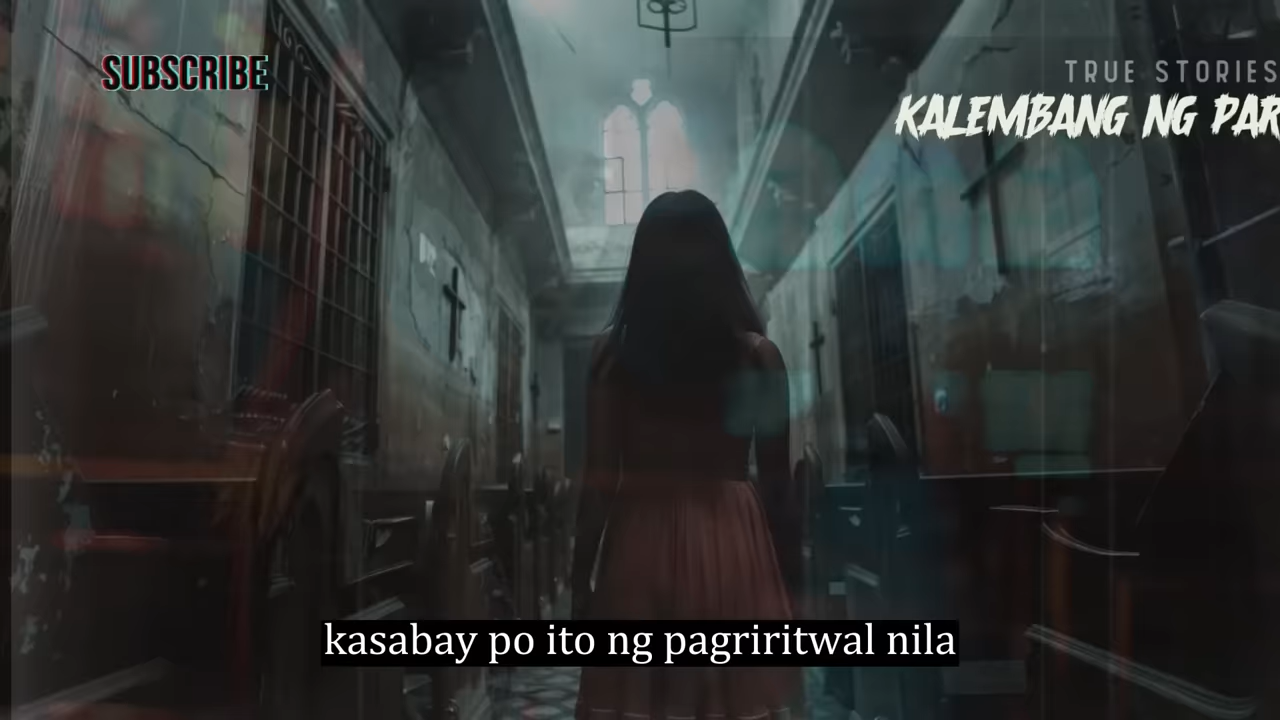 SUBSCRIBE
TRUE STORIES
KALEMBANG NG PAR
kasabay po ito ng pagriritwal nila